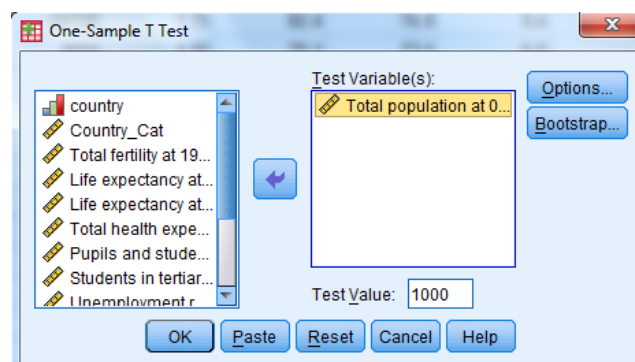 One-Sample T Test
Test Variable(s):
country
Country_Cat
Total fertility at 19...
Life expectancy at...
Life expectancy at...
Total health expe...
Pupils and stude...
Students in tertiar...
Unemployment r
Total population at 0...
Options...
Bootstrap...
Test Value: 1000
OK Paste Reset Cancel Help